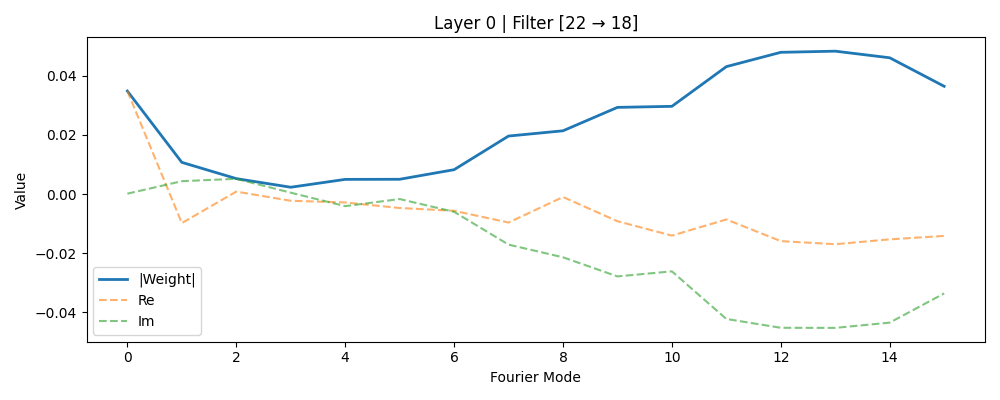 Layer 0 | Filter [22 → 18]
Value
0.04
0.02
0.00
−0.02
−0.04
|Weight|
Re
Im
0 2 4 6 8 10 12 14
Fourier Mode